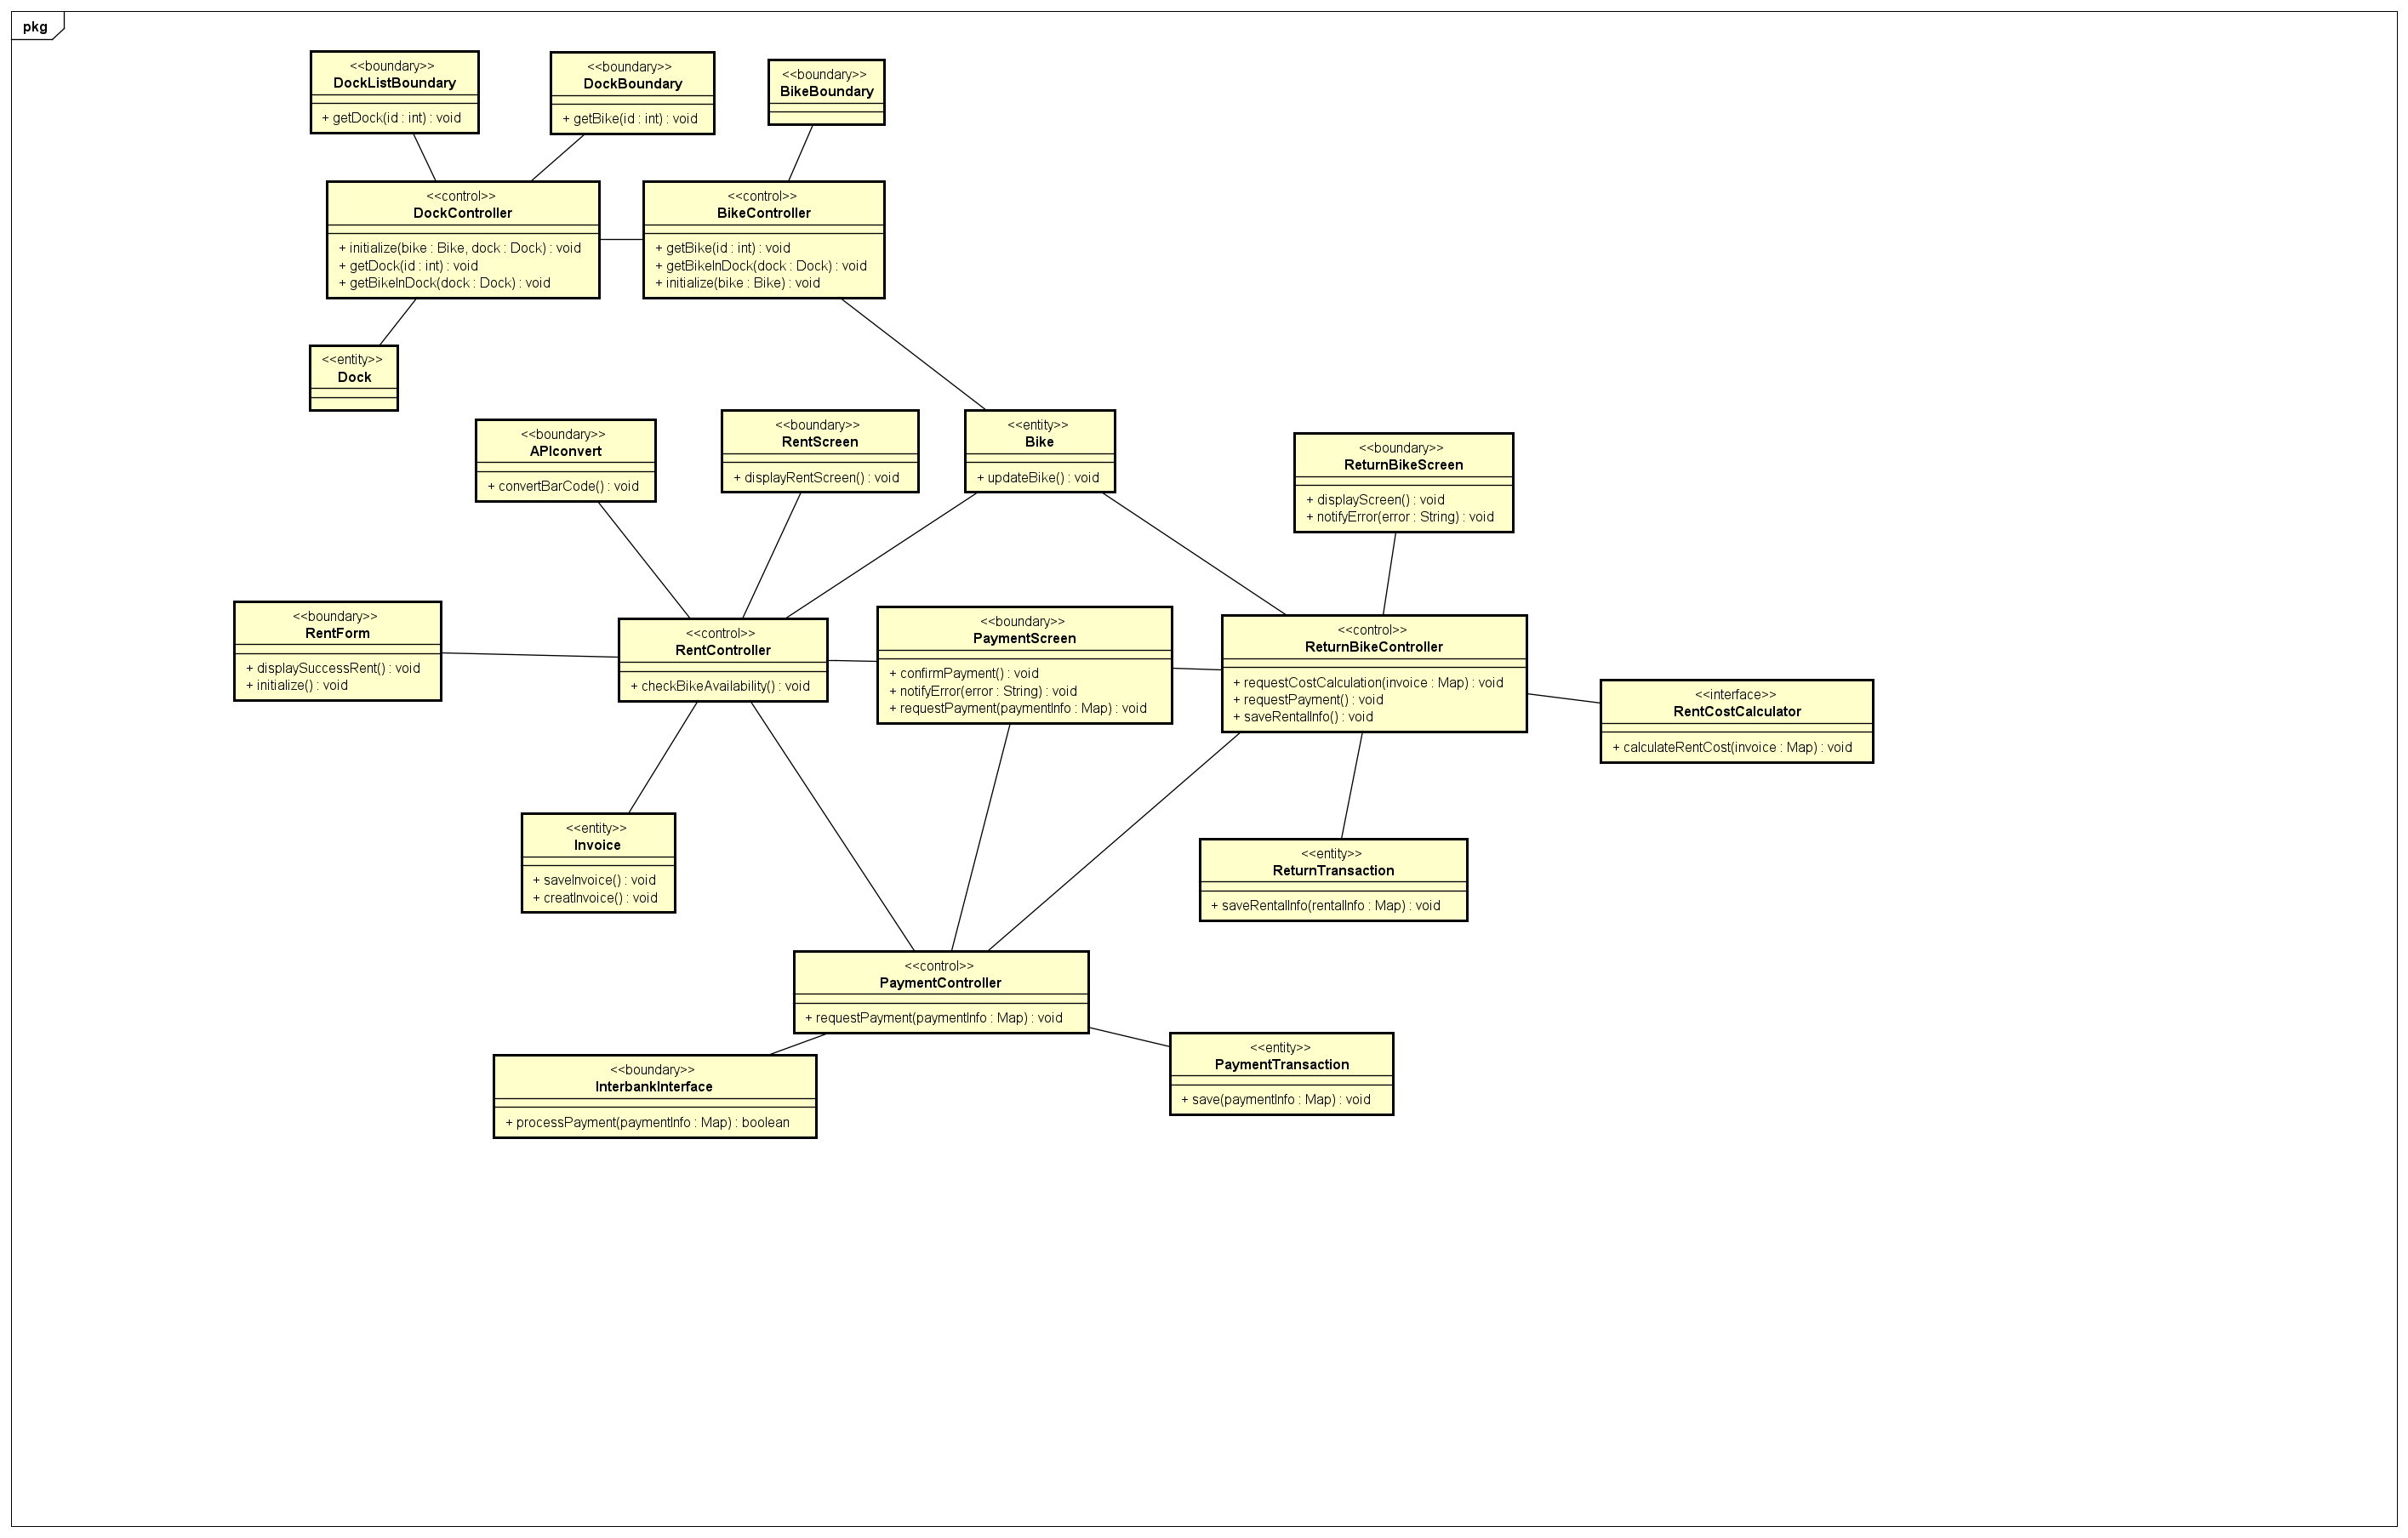 pkg
<<boundary>>
DockListBoundary
+ getDock(id : int) : void
<<boundary>>
DockBoundary
+ getBike(id : int) : void
<<boundary>>
BikeBoundary
<<control>>
DockController
+ initialize(bike : Bike, dock : Dock) : void
+ getDock(id : int) : void
+ getBikeInDock(dock : Dock) : void
<<control>>
BikeController
+ getBike(id : int) : void
+ getBikeInDock(dock : Dock) : void
+ initialize(bike : Bike) : void
<<entity>>
Dock
<<boundary>>
APIconvert
+ convertBarCode() : void
<<boundary>>
RentScreen
+ displayRentScreen() : void
<<entity>>
Bike
+ updateBike() : void
<<boundary>>
ReturnBikeScreen
+ displayScreen() : void
+ notifyError(error : String) : void
<<boundary>>
RentForm
+ displaySuccessRent() : void
+ initialize() : void
<<control>>
RentController
+ checkBikeAvailability() : void
<<boundary>>
PaymentScreen
+ confirmPayment() : void
+ notifyError(error : String) : void
+ requestPayment(paymentInfo : Map) : void
<<control>>
ReturnBikeController
+ requestCostCalculation(invoice : Map) : void
+ requestPayment() : void
+ saveRentalInfo() : void
<<interface>>
RentCostCalculator
+ calculateRentCost(invoice : Map) : void
<<entity>>
Invoice
+ saveInvoice() : void
+ creatInvoice() : void
<<entity>>
ReturnTransaction
+ saveRentalInfo(rentalInfo : Map) : void
<<control>>
PaymentController
+ requestPayment(paymentInfo : Map) : void
<<boundary>>
InterbankInterface
+ processPayment(paymentInfo : Map) : boolean
<<entity>>
PaymentTransaction
+ save(paymentInfo : Map) : void